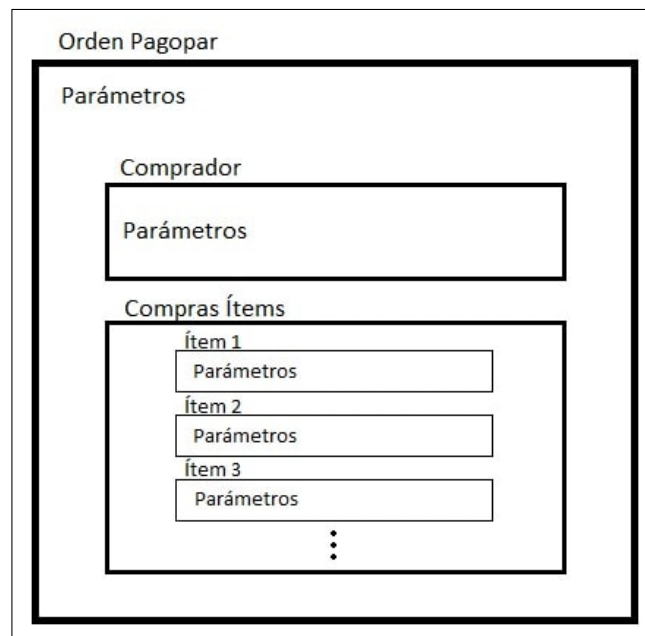 Orden Pagopar
Parámetros
Comprador
Parámetros
Compras Ítems
Ítem 1
Parámetros
Ítem 2
Parámetros
Ítem 3
Parámetros